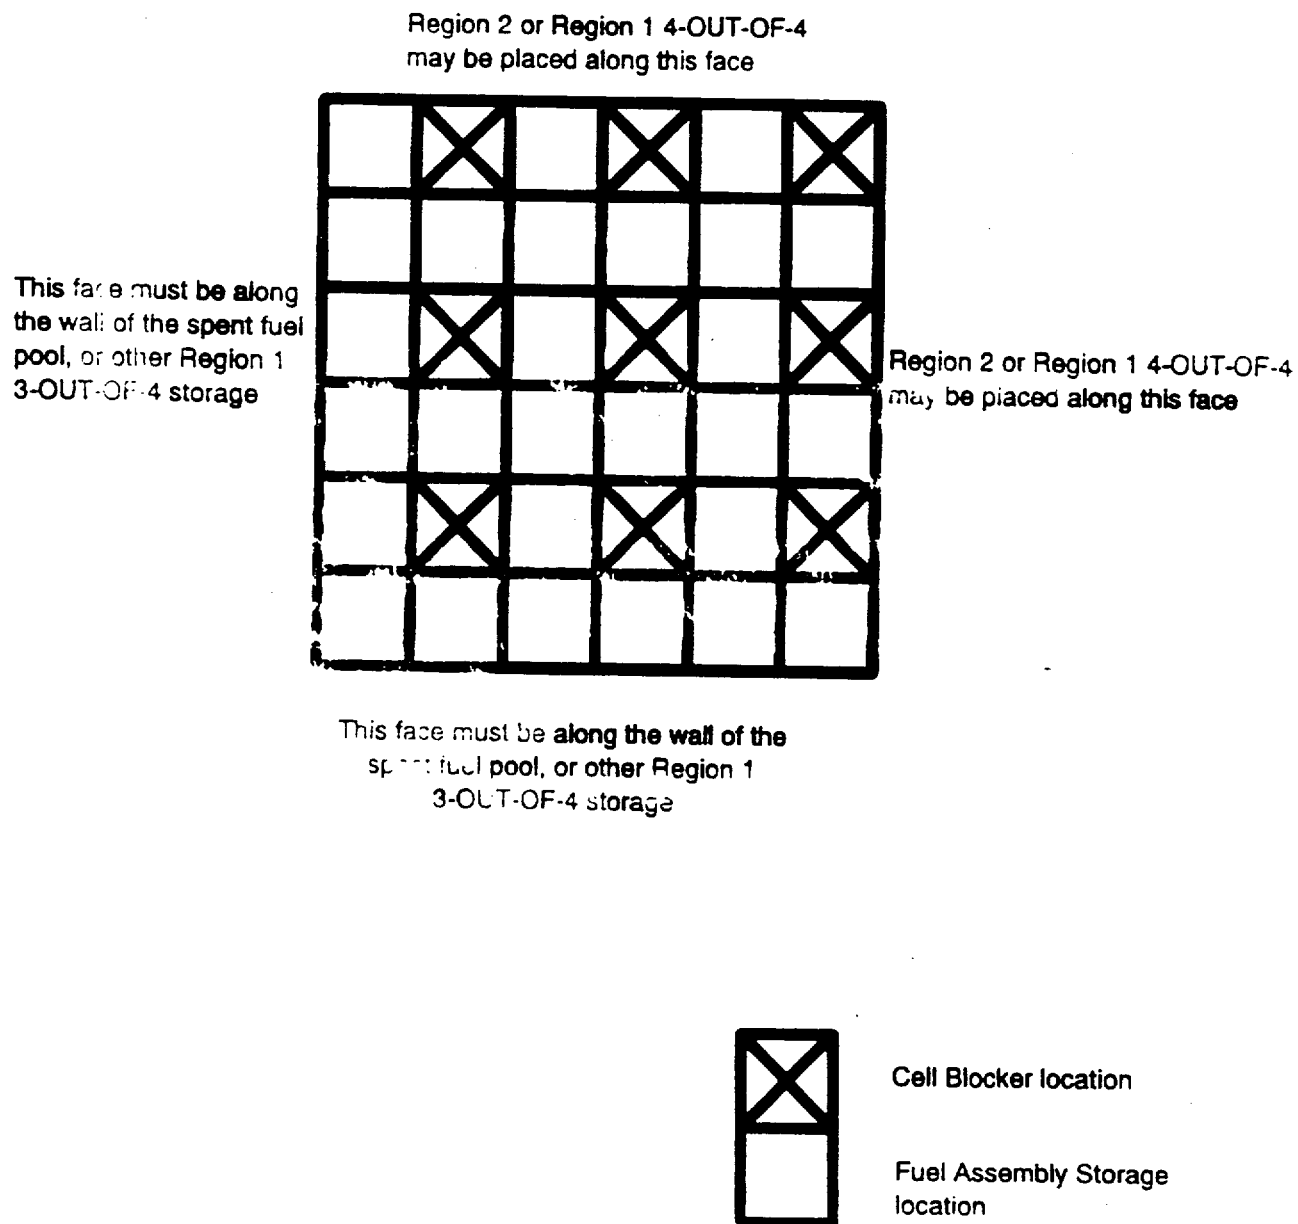 Region 2 or Region 1 4-OUT-OF-4
may be placed along this face
This face must be along
the wall of the spent fuel
pool, or other Region 1
3-OUT-OF-4 storage
Region 2 or Region 1 4-OUT-OF-4
may be placed along this face
This face must be along the wall of the
spent fuel pool, or other Region 1
3-OUT-OF-4 storage
Cell Blocker location
Fuel Assembly Storage
location